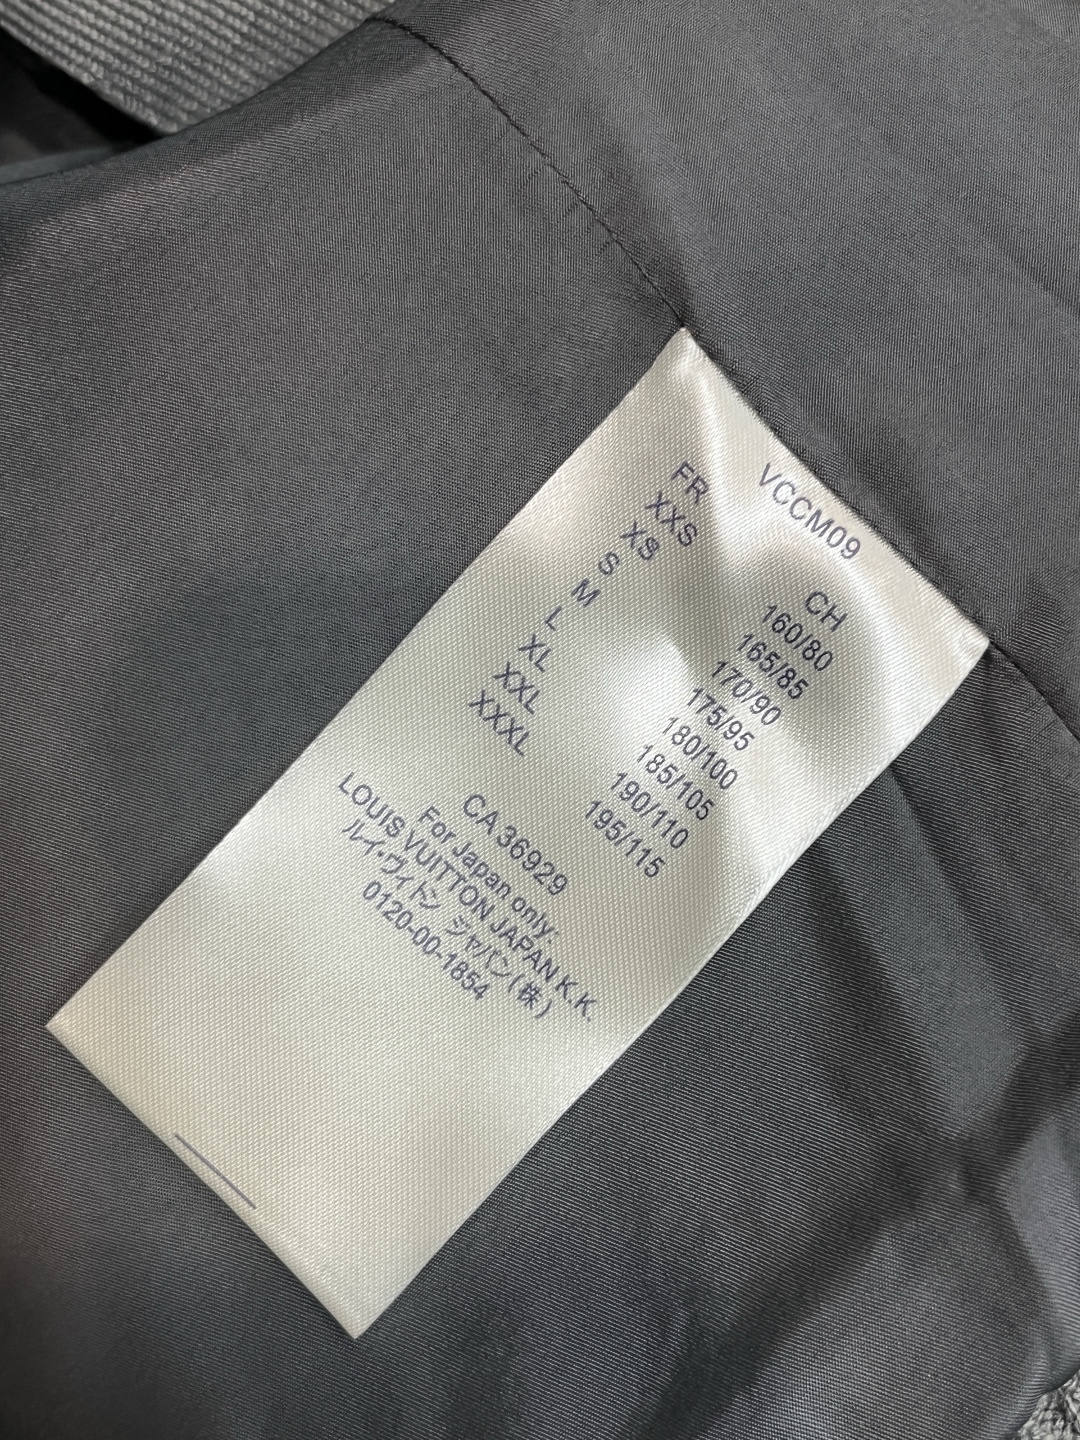 VCCM09
FR CH
XXS 160/80
XS 165/85
S 170/90
M 175/95
L 180/100
XL 185/105
XXL 190/110
XXXL 195/115
CA 36929
For Japan only:
LOUIS VUITTON JAPAN K.K.
ルイ・ヴィトン ジャパン(株)
0120-00-1854